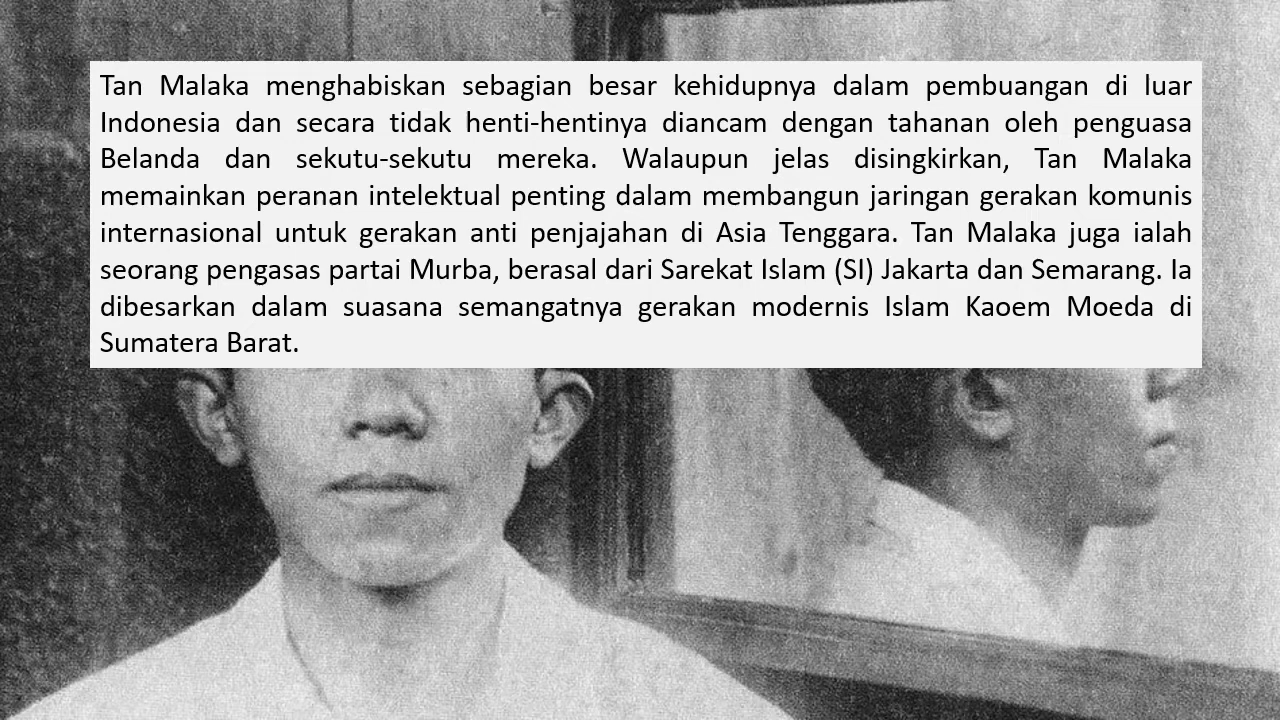 Tan Malaka menghabiskan sebagian besar kehidupnya dalam pembuangan di luar
Indonesia dan secara tidak henti-hentinya diancam dengan tahanan oleh penguasa
Belanda dan sekutu-sekutu mereka. Walaupun jelas disingkirkan, Tan Malaka
memainkan peranan intelektual penting dalam membangun jaringan gerakan komunis
internasional untuk gerakan anti penjajahan di Asia Tenggara. Tan Malaka juga ialah
seorang pengasas partai Murba, berasal dari Sarekat Islam (SI) Jakarta dan Semarang. Ia
dibesarkan dalam suasana semangatnya gerakan modernis Islam Kaoem Moeda di
Sumatera Barat.